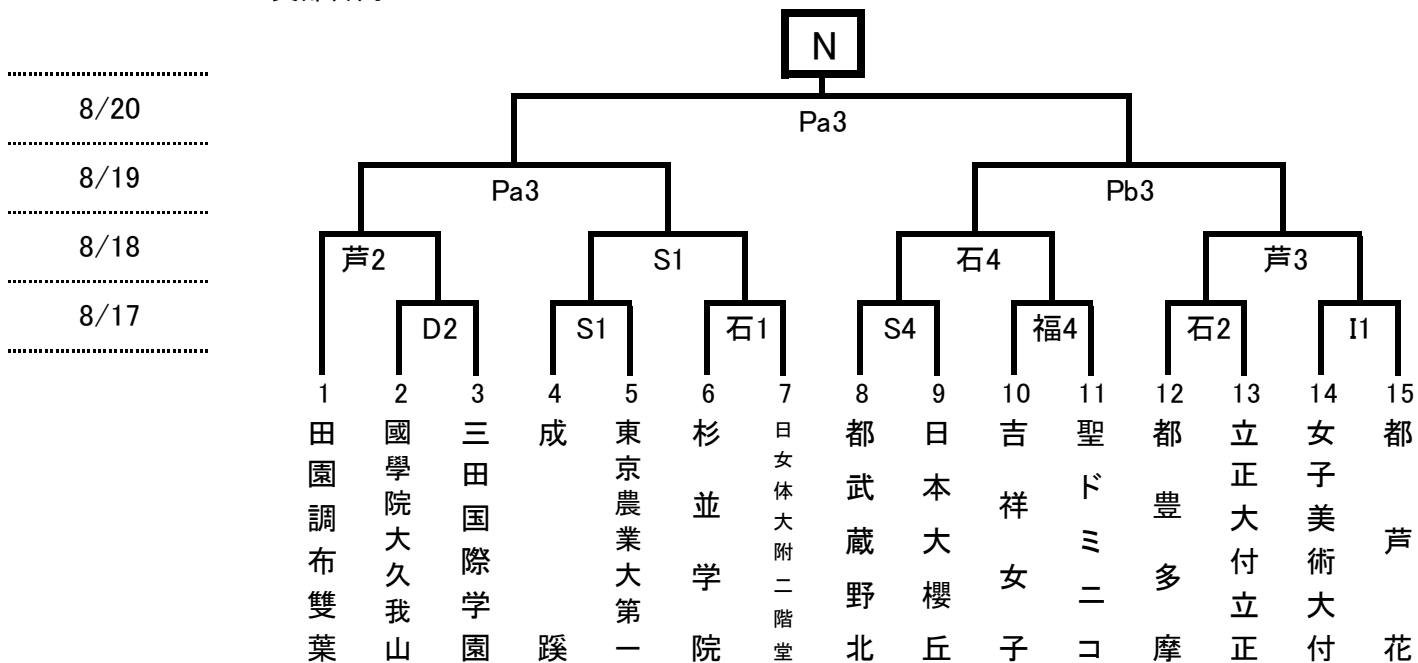 N
8/20
Pa3
8/19
Pa3
Pb3
8/18
芦2
S1
石4
芦3
8/17
D2
S1
石1
S4
福4
石2
I1
1
2
3
4
5
6
7
8
9
10
11
12
13
14
15
田園調布雙葉
國學院大久我山
三田国際学園
成蹊
東京農業大第一
杉並学院
日女体大附二階堂
都武蔵野北
日本大櫻丘
吉祥女子
聖ドミニコ
都豊多摩
立正大付立正
女子美術大付
都芦花